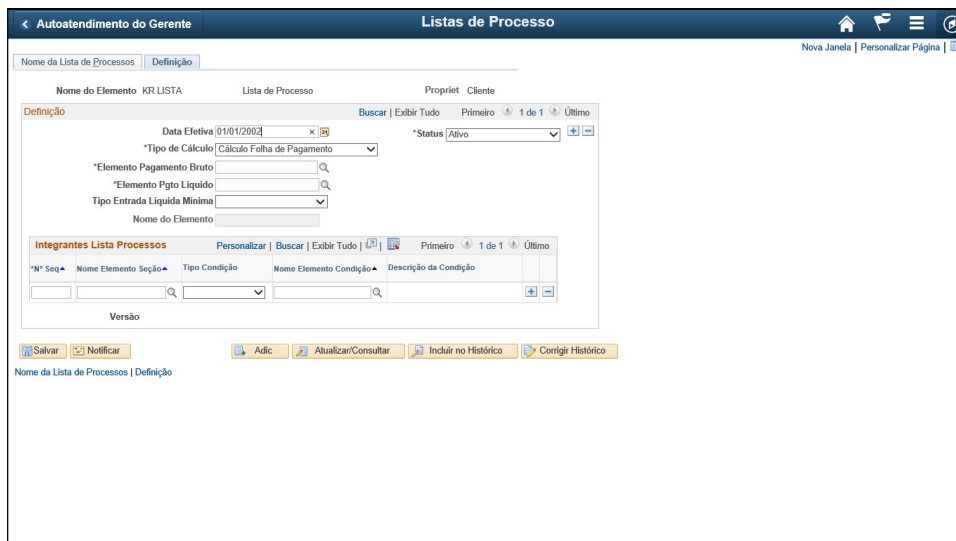 Autoatendimento do Gerente
Listas de Processo
Nova Janela | Personalizar Página |
Nome da Lista de Processos
Definição
Nome do Elemento KR LISTA Lista de Processo Propriet Cliente
Definição Buscar | Exibir Tudo Primeiro 1 de 1 Último
Data Efetiva 01/01/2002 *Status Ativo
*Tipo de Cálculo Cálculo Folha de Pagamento
*Elemento Pagamento Bruto
*Elemento Pgto Líquido
Tipo Entrada Líquida Mínima
Nome do Elemento
Integrantes Lista Processos Personalizar | Buscar | Exibir Tudo | | Primeiro 1 de 1 Último
*Nº Seq Nome Elemento Seção Tipo Condição Nome Elemento Condição Descrição da Condição
Versão
Salvar Notificar Adic Atualizar/Consultar Incluir no Histórico Corrigir Histórico
Nome da Lista de Processos | Definição